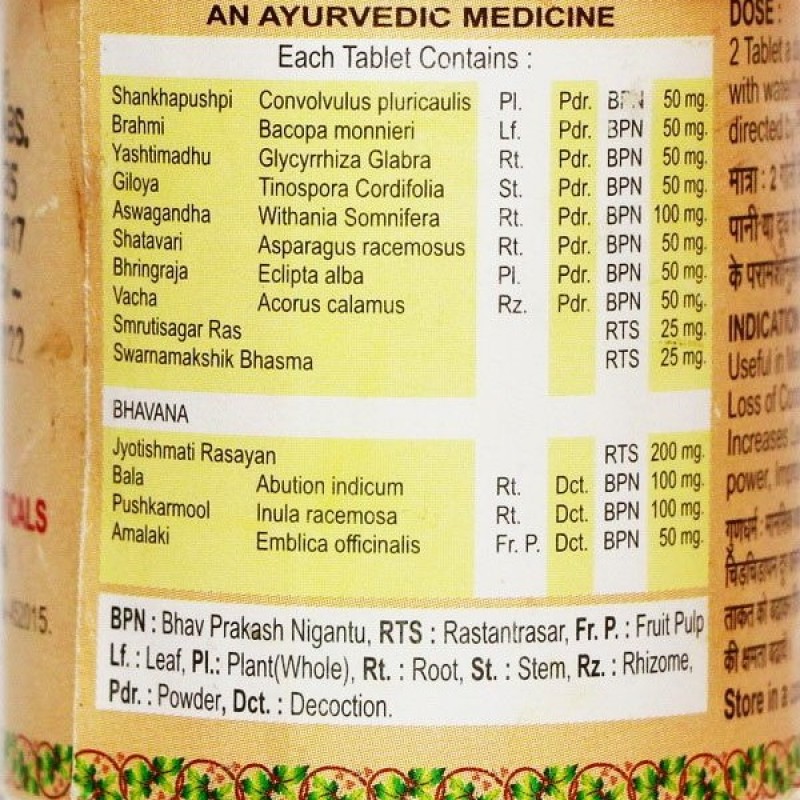 AN AYURVEDIC MEDICINE
Each Tablet Contains :
Shankhapushpi Convolvulus pluricaulis Pl. Pdr. BPN 50 mg.
Brahmi Bacopa monnieri Lf. Pdr. BPN 50 mg.
Yashtimadhu Glycyrrhiza Glabra Rt. Pdr. BPN 50 mg.
Giloya Tinospora Cordifolia St. Pdr. BPN 50 mg.
Aswagandha Withania Somnifera Rt. Pdr. BPN 100 mg.
Shatavari Asparagus racemosus Rt. Pdr. BPN 50 mg.
Bhringraja Eclipta alba Pl. Pdr. BPN 50 mg.
Vacha Acorus calamus Rz. Pdr. BPN 50 mg.
Smrutisagar Ras RTS 25 mg.
Swarnamakshik Bhasma RTS 25 mg.
BHAVANA
Jyotishmati Rasayan RTS 200 mg.
Bala Abution indicum Rt. Dct. BPN 100 mg.
Pushkarmool Inula racemosa Rt. Dct. BPN 100 mg.
Amalaki Emblica officinalis Fr. P. Dct. BPN 50 mg.
BPN : Bhav Prakash Nigantu, RTS : Rastantrasar, Fr. P. : Fruit Pulp
Lf. : Leaf, Pl.: Plant(Whole), Rt. : Root, St. : Stem, Rz. : Rhizome,
Pdr. : Powder, Dct. : Decoction.
DOSE :
2 Tablet a
with
directed
मात्रा : 2
पानी या दूध
के
INDICATION
Useful in
Loss of
Increases
power,
गुणधर्म :
ताकत को
की क्षमता
Store in a